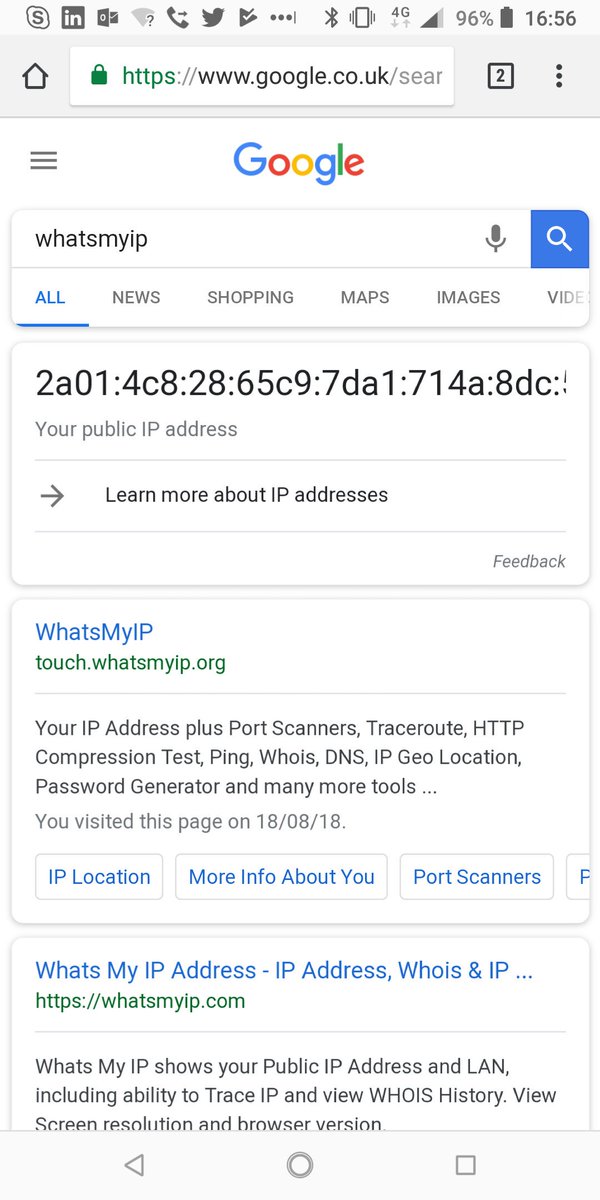 4G 96% 16:56
https://www.google.co.uk/sear
2
Google
whatsmyip
ALL NEWS SHOPPING MAPS IMAGES VIDE
2a01:4c8:28:65c9:7da1:714a:8dc:
Your public IP address
Learn more about IP addresses
Feedback
WhatsMyIP
touch.whatsmyip.org
Your IP Address plus Port Scanners, Traceroute, HTTP
Compression Test, Ping, Whois, DNS, IP Geo Location,
Password Generator and many more tools ...
You visited this page on 18/08/18.
IP Location More Info About You Port Scanners P
Whats My IP Address - IP Address, Whois & IP ...
https://whatsmyip.com
Whats My IP shows your Public IP Address and LAN,
including ability to Trace IP and view WHOIS History. View
Screen resolution and browser version.